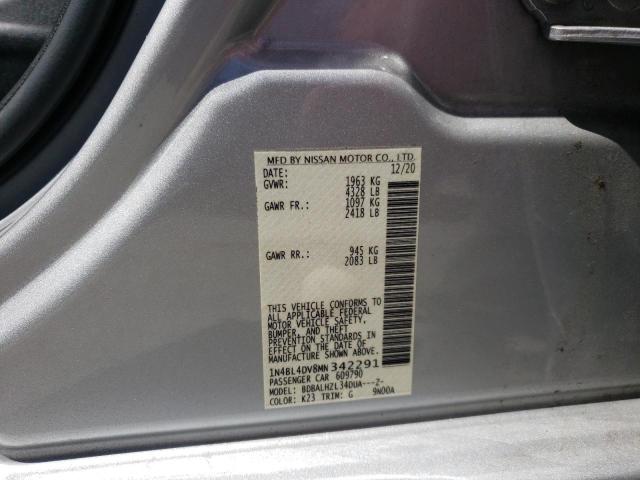 MFD BY NISSAN MOTOR CO., LTD.
DATE: 12/20
GVWR: 1963 KG
4328 LB
GAWR FR.: 1097 KG
2418 LB
GAWR RR.: 945 KG
2083 LB
THIS VEHICLE CONFORMS TO
ALL APPLICABLE FEDERAL
MOTOR VEHICLE SAFETY,
BUMPER, AND THEFT
PREVENTION STANDARDS IN
EFFECT ON THE DATE OF
MANUFACTURE SHOWN ABOVE.
1N4BL4DV8MN342291
PASSENGER CAR 609790
MODEL: BDBALHZL34DUA---2-
COLOR: K23 TRIM: G 9N00A